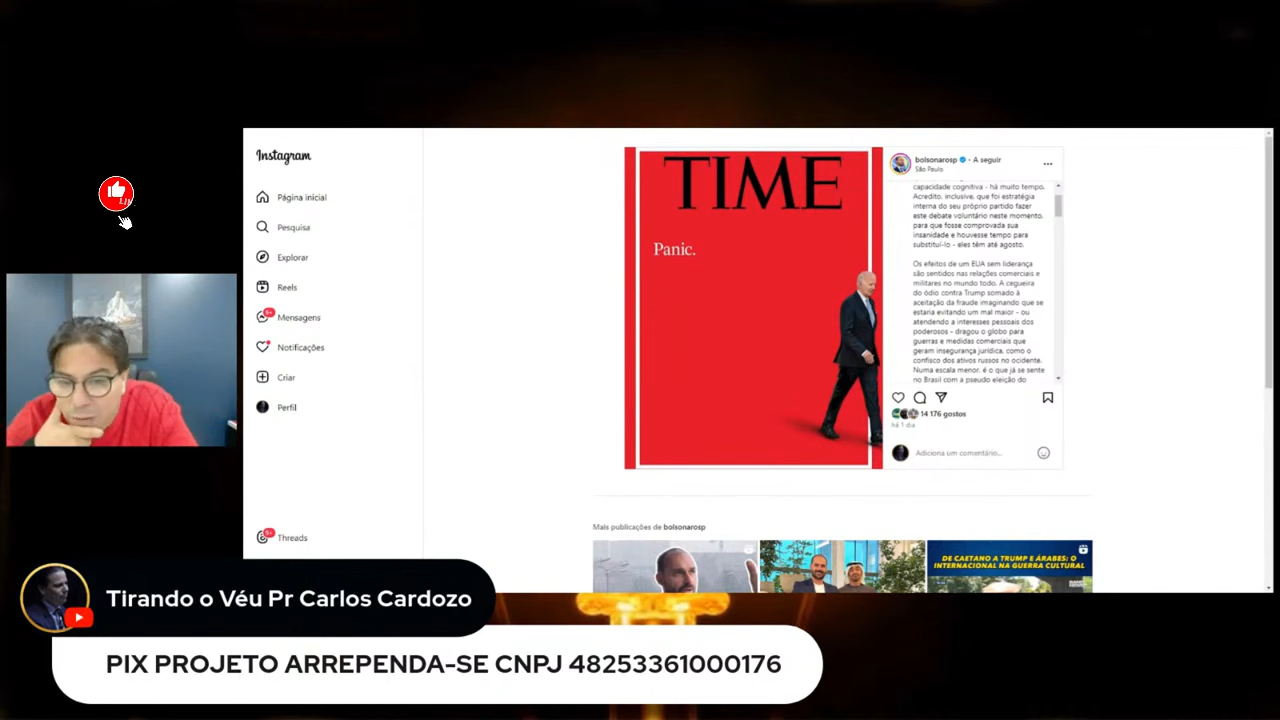 Instagram
Página inicial
Pesquisa
Explorar
Reels
9+
Mensagens
Notificações
Criar
Perfil
9+
Threads
TIME
Panic.
bolsonarosp • A seguir
São Paulo
capacidade cognitiva - há muito tempo.
Acredito, inclusive, que foi estratégia
interna do seu próprio partido fazer
este debate voluntário neste momento,
para que fosse comprovada sua
insanidade e houvesse tempo para
substituí-lo - eles têm até agosto.
Os efeitos de um EUA sem liderança
são sentidos nas relações comerciais e
militares no mundo todo. A cegueira
do ódio contra Trump somado à
aceitação da fraude imaginando que se
estaria evitando um mal maior - ou
atendendo a interesses pessoais dos
poderosos - dragou o globo para
guerras e medidas comerciais que
geram insegurança jurídica, como o
confisco dos ativos russos no ocidente.
Numa escala menor, é o que já se sente
no Brasil com a pseudo eleição do
14 176 gostos
há 1 dia
Adiciona um comentário...
Mais publicações de bolsonarosp
DE CAETANO A TRUMP E ÁRABES: O
INTERNACIONAL NA GUERRA CULTURAL
Tirando o Véu Pr Carlos Cardozo
PIX PROJETO ARREPENDA-SE CNPJ 48253361000176